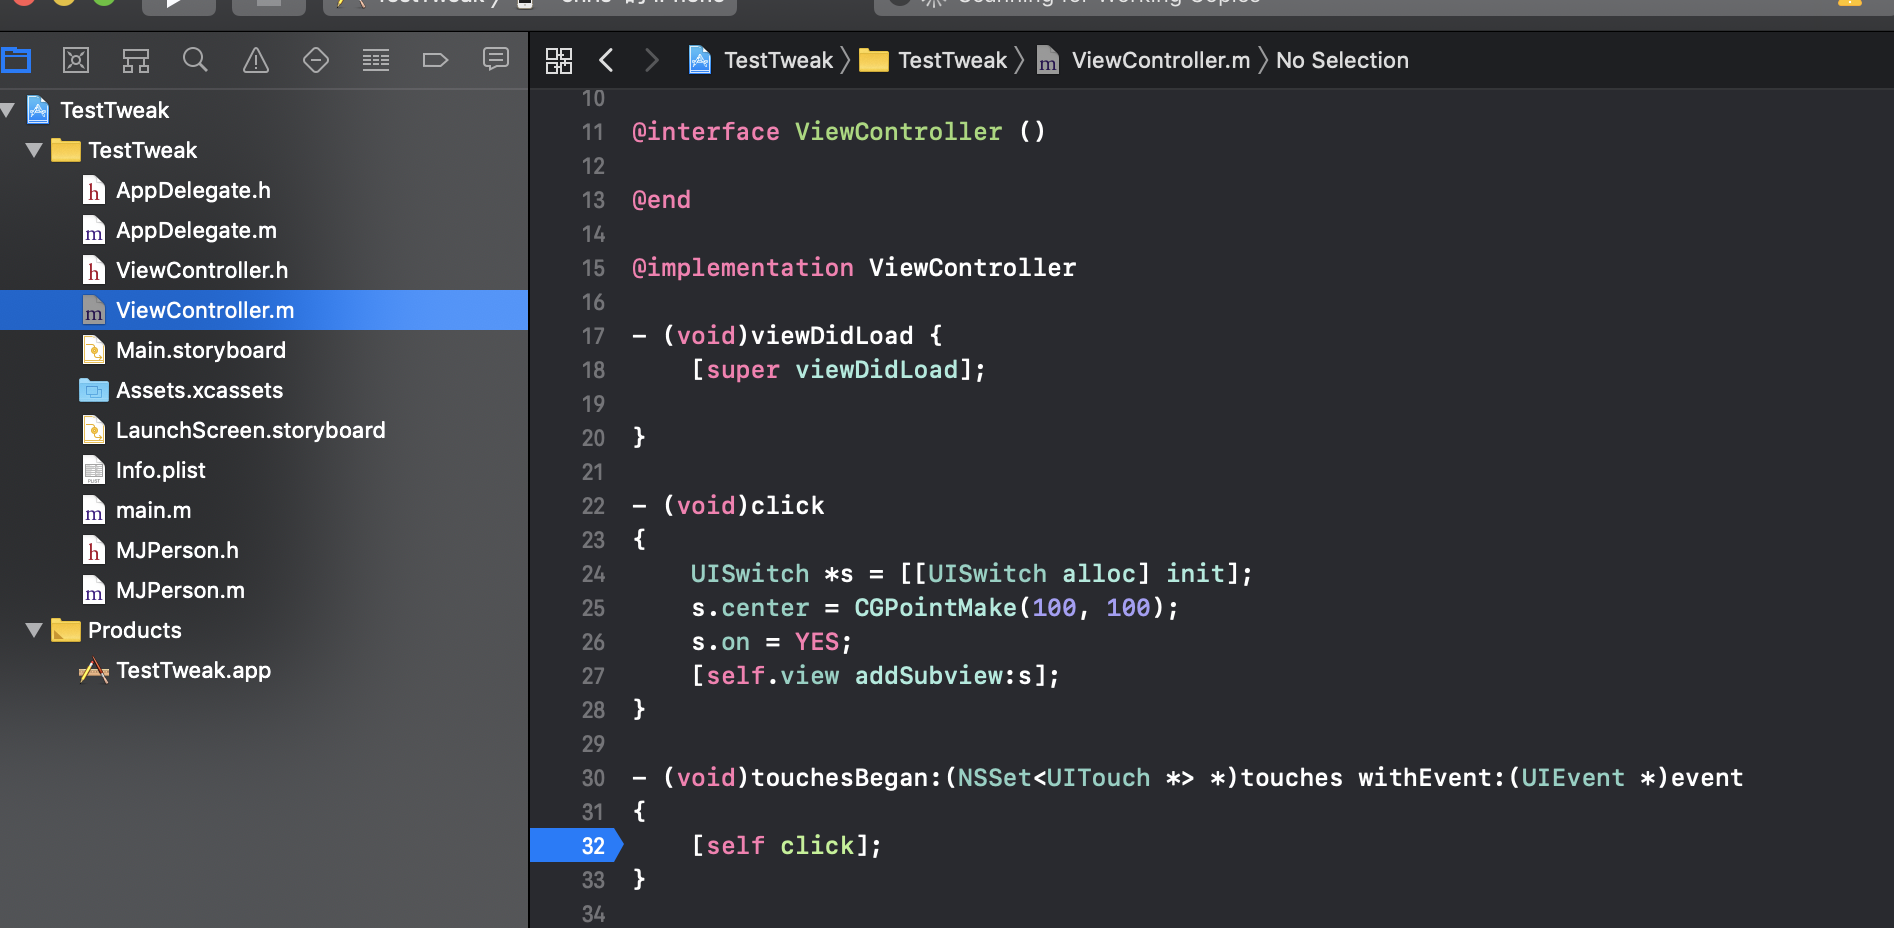 TestTweak
TestTweak
AppDelegate.h
AppDelegate.m
ViewController.h
ViewController.m
Main.storyboard
Assets.xcassets
LaunchScreen.storyboard
Info.plist
main.m
MJPerson.h
MJPerson.m
Products
TestTweak.app
TestTweak 〉 TestTweak 〉 ViewController.m 〉 No Selection
10
11 @interface ViewController ()
12
13 @end
14
15 @implementation ViewController
16
17 - (void)viewDidLoad {
18     [super viewDidLoad];
19
20 }
21
22 - (void)click
23 {
24     UISwitch *s = [[UISwitch alloc] init];
25     s.center = CGPointMake(100, 100);
26     s.on = YES;
27     [self.view addSubview:s];
28 }
29
30 - (void)touchesBegan:(NSSet<UITouch *> *)touches withEvent:(UIEvent *)event
31 {
32     [self click];
33 }
34